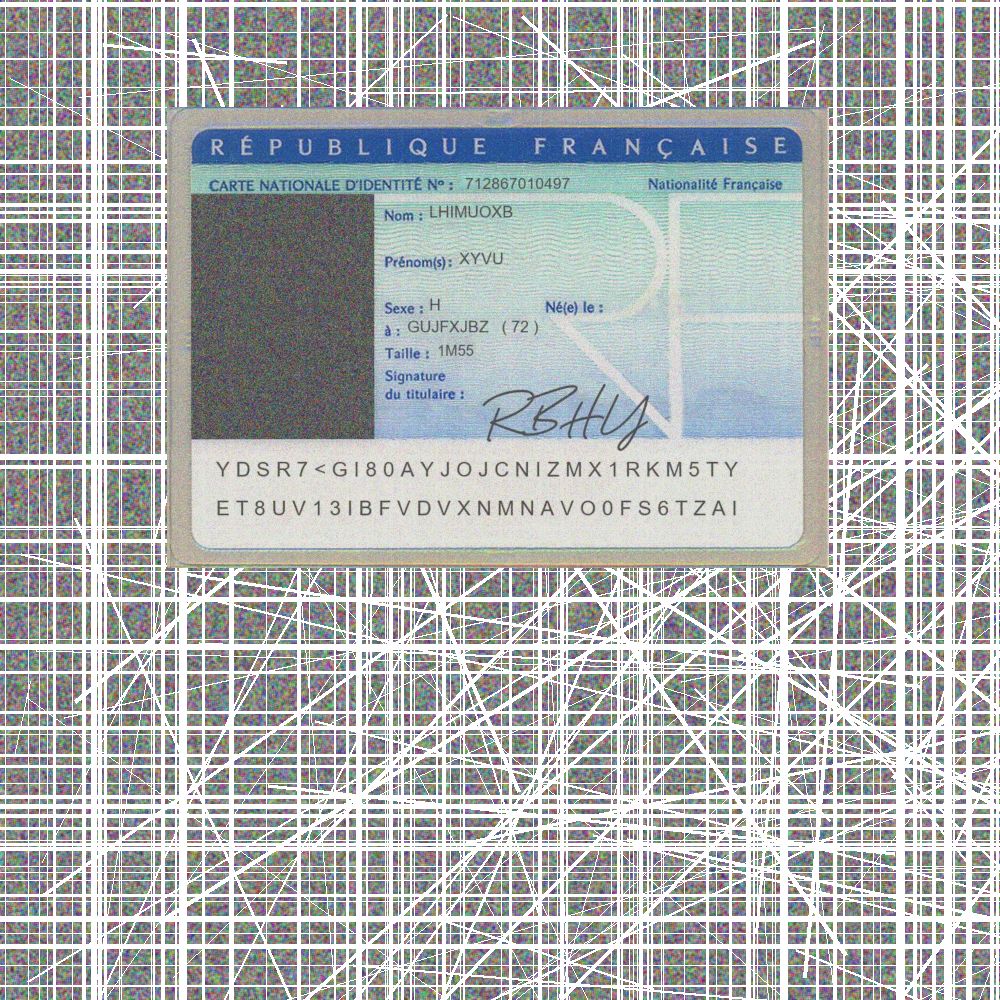 RÉPUBLIQUE FRANÇAISE
CARTE NATIONALE D'IDENTITÉ Nº : 712867010497 Nationalité Française
Nom : LHIMUOXB
Prénom(s) : XYVU
Sexe : H Né(e) le :
à : GUJFXJBZ ( 72 )
Taille : 1M55
Signature
du titulaire :
RBHY
YDSR7<GI80AYJOJCNIZMX1RKM5TY
ET8UV13IBFVDVXNMNAVO0FS6TZAI